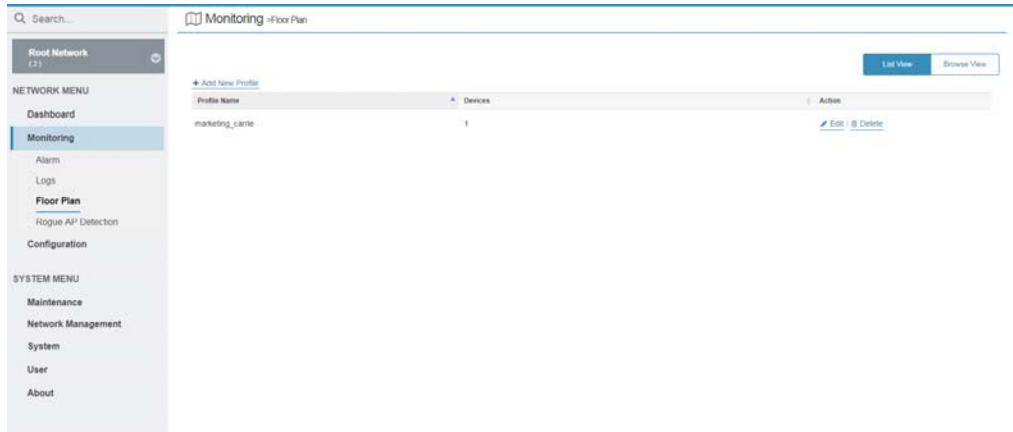 Search...
Monitoring »Floor Plan
Root Network
(2)
List View
Browse View
+ Add New Profile
NETWORK MENU
Profile Name
Devices
Action
Dashboard
marketing_carrie
1
Edit | Delete
Monitoring
Alarm
Logs
Floor Plan
Rogue AP Detection
Configuration
SYSTEM MENU
Maintenance
Network Management
System
User
About